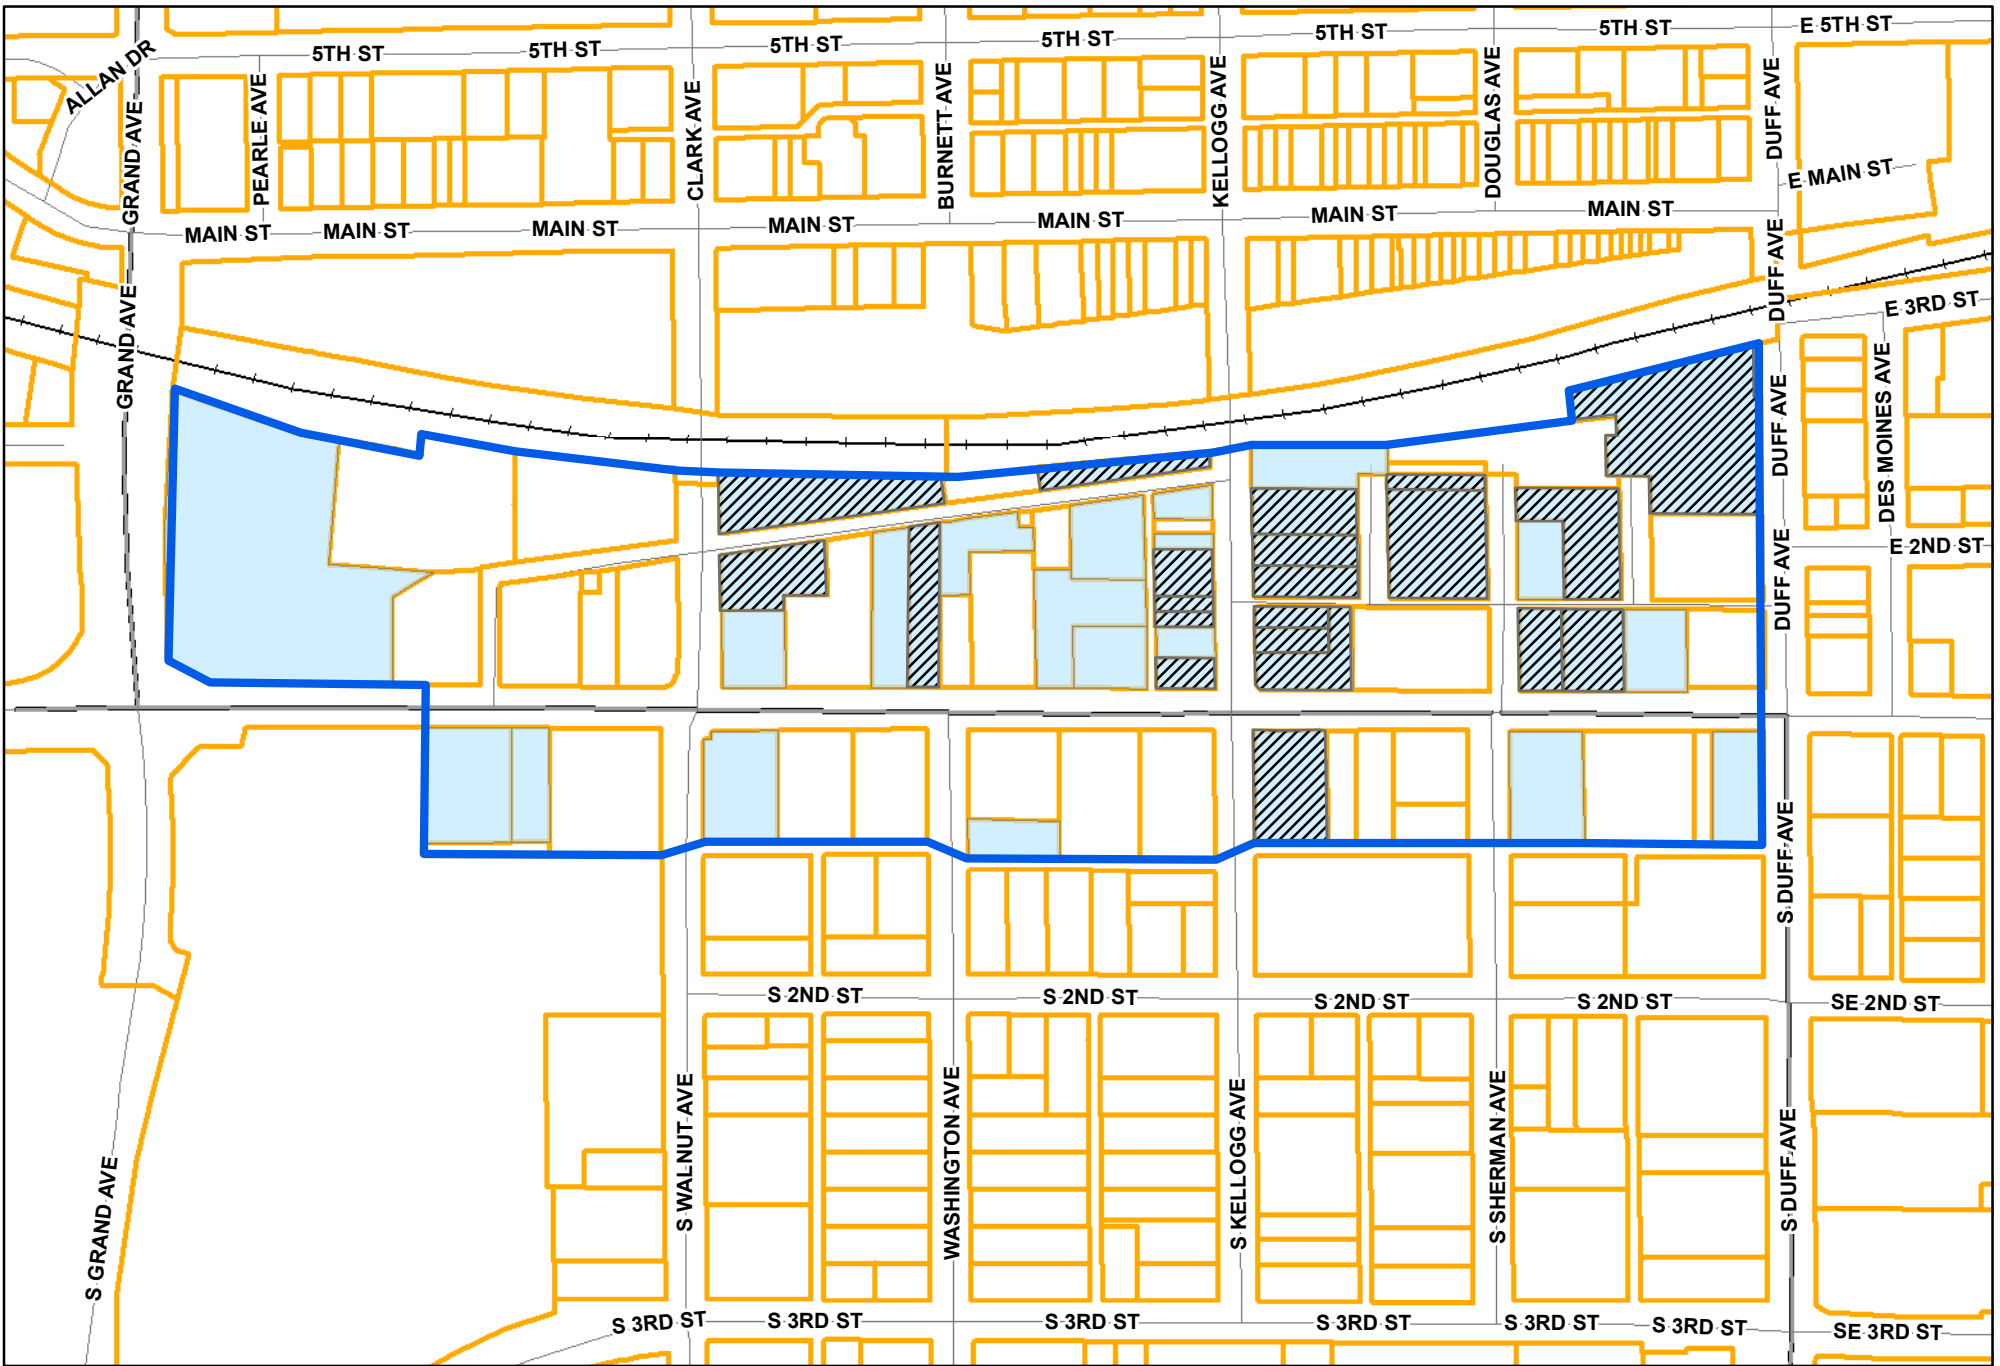 5TH ST
5TH ST
5TH ST
5TH ST
5TH ST
5TH ST
E 5TH ST
ALLAN DR
GRAND AVE
PEARLE AVE
CLARK AVE
BURNETT AVE
KELLOGG AVE
DOUGLAS AVE
DUFF AVE
E MAIN ST
MAIN ST
MAIN ST
MAIN ST
MAIN ST
MAIN ST
MAIN ST
MAIN ST
DUFF AVE
GRAND AVE
E 3RD ST
DUFF AVE
DES MOINES AVE
E 2ND ST
DUFF AVE
S DUFF AVE
S 2ND ST
S 2ND ST
S 2ND ST
S 2ND ST
SE 2ND ST
S GRAND AVE
S WALNUT AVE
WASHINGTON AVE
S KELLOGG AVE
S SHERMAN AVE
S DUFF AVE
S 3RD ST
S 3RD ST
S 3RD ST
S 3RD ST
S 3RD ST
S 3RD ST
SE 3RD ST